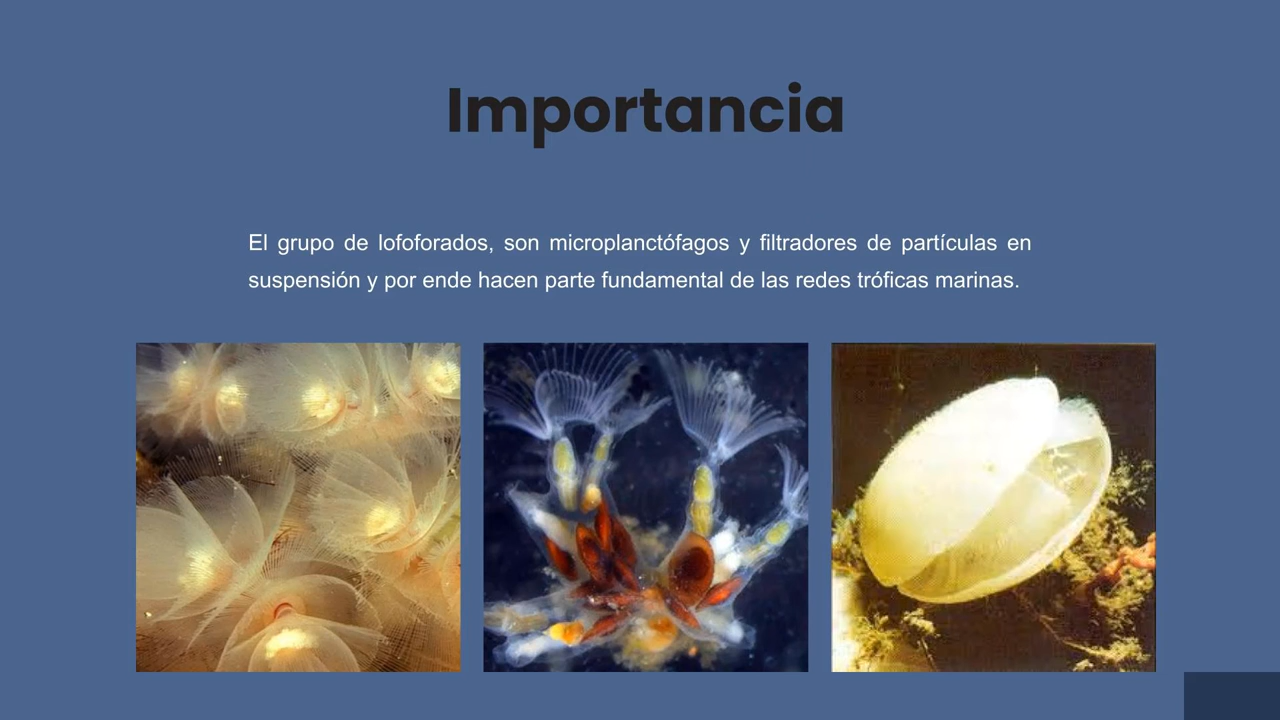 Importancia
El grupo de lofoforados, son microplanctófagos y filtradores de partículas en
suspensión y por ende hacen parte fundamental de las redes tróficas marinas.